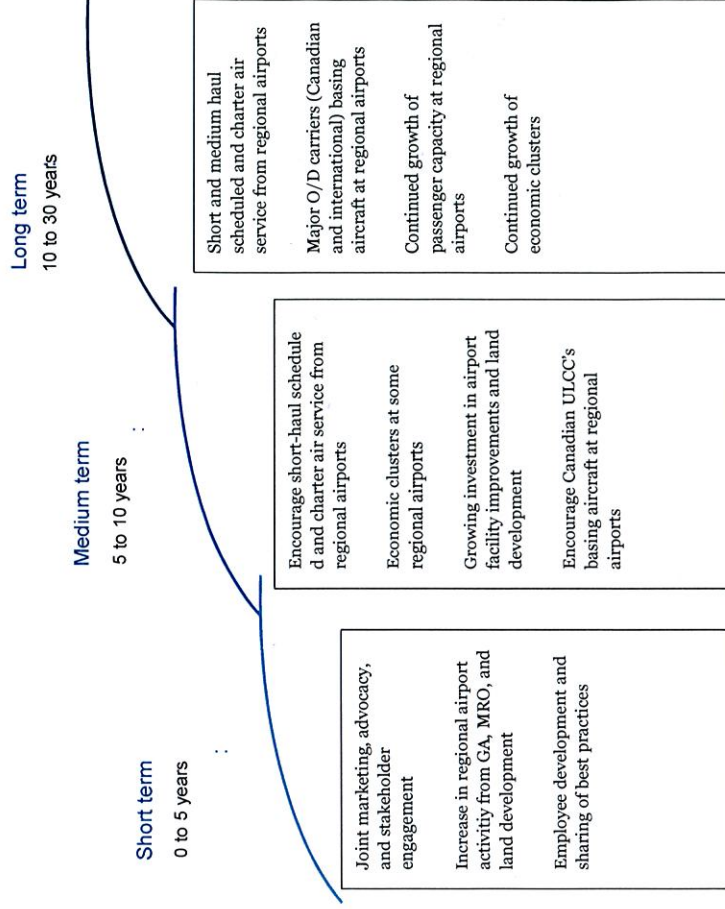 Short term
0 to 5 years
:
Joint marketing, advocacy,
and stakeholder
engagement
Increase in regional airport
activitiy from GA, MRO, and
land development
Employee development and
sharing of best practices
Medium term
5 to 10 years
:
Encourage short-haul schedule
d and charter air service from
regional airports
Economic clusters at some
regional airports
Growing investment in airport
facility improvements and land
development
Encourage Canadian ULCC's
basing aircraft at regional
airports
Long term
10 to 30 years
Short and medium haul
scheduled and charter air
service from regional airports
Major O/D carriers (Canadian
and international) basing
aircraft at regional airports
Continued growth of
passenger capacity at regional
airports
Continued growth of
economic clusters